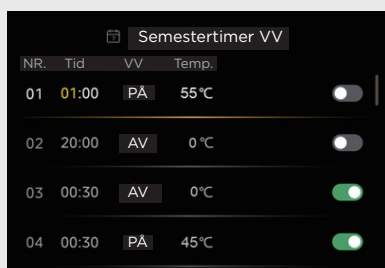 Semestertimer VV
NR. Tid VV Temp.
01 01:00 PÅ 55℃
02 20:00 AV 0℃
03 00:30 AV 0℃
04 00:30 PÅ 45℃